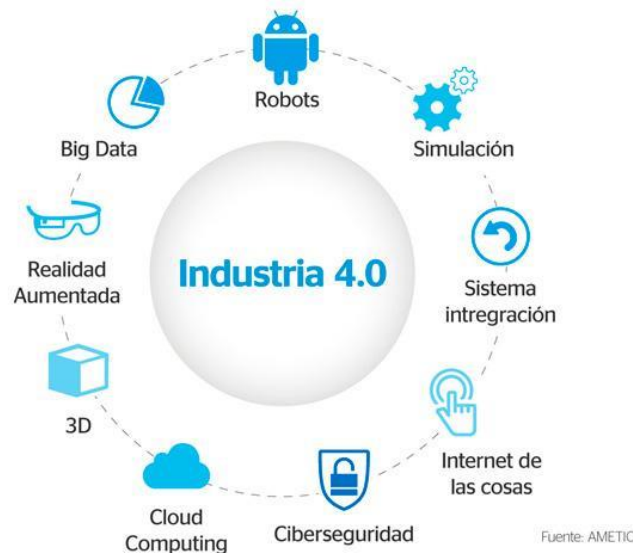 Robots
Simulación
Sistema
intregración
Internet de
las cosas
Ciberseguridad
Cloud
Computing
3D
Realidad
Aumentada
Big Data
Industria 4.0
Fuente: AMETIC